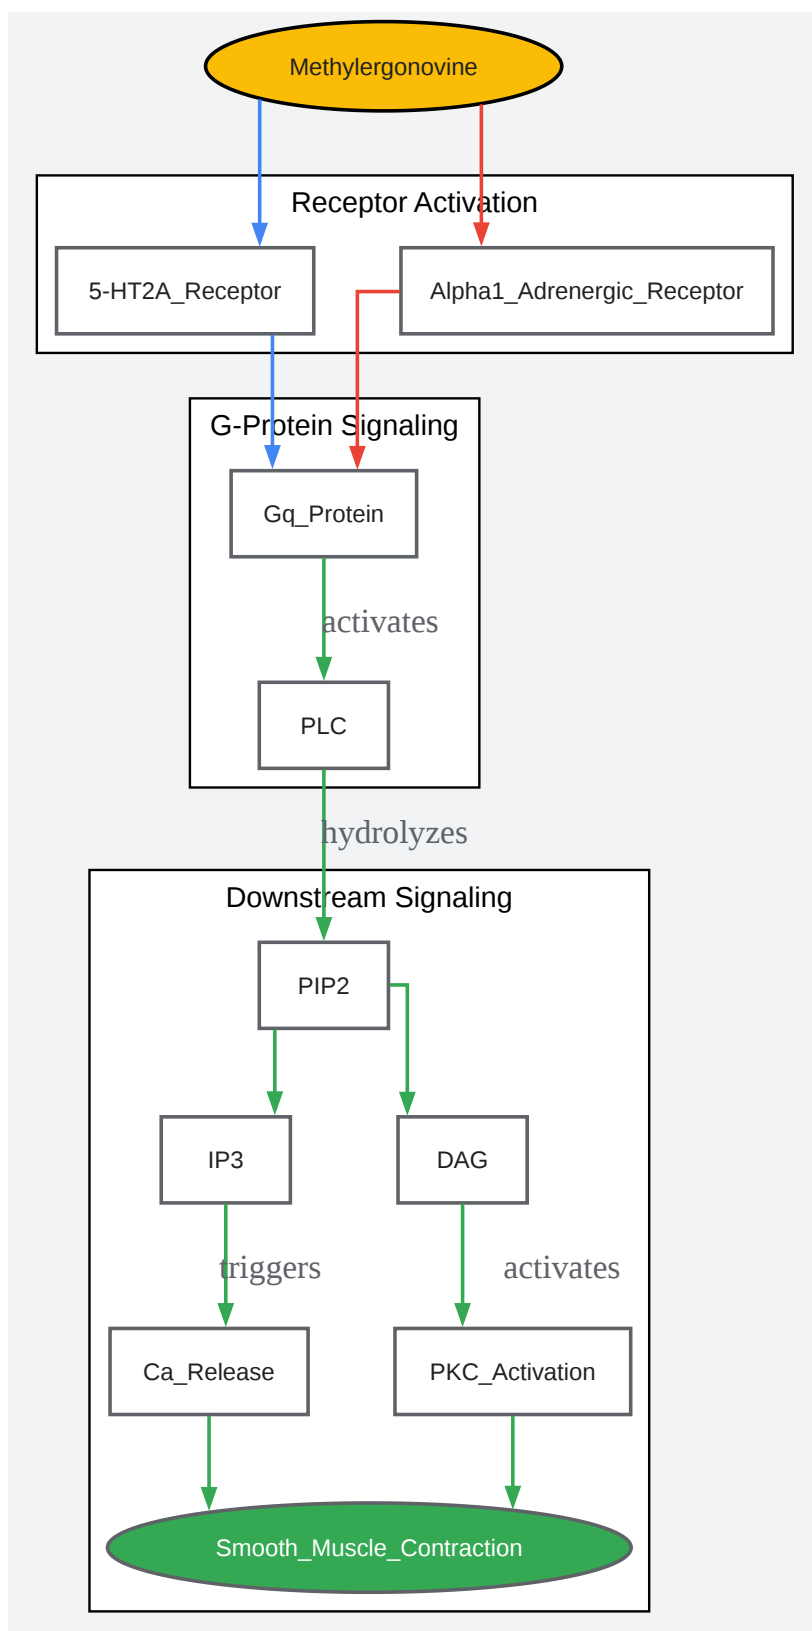 Methylergonovine
Receptor Activation
5-HT2A_Receptor
Alpha1_Adrenergic_Receptor
G-Protein Signaling
Gq_Protein
activates
PLC
hydrolyzes
Downstream Signaling
PIP2
IP3
DAG
triggers
activates
Ca_Release
PKC_Activation
Smooth_Muscle_Contraction